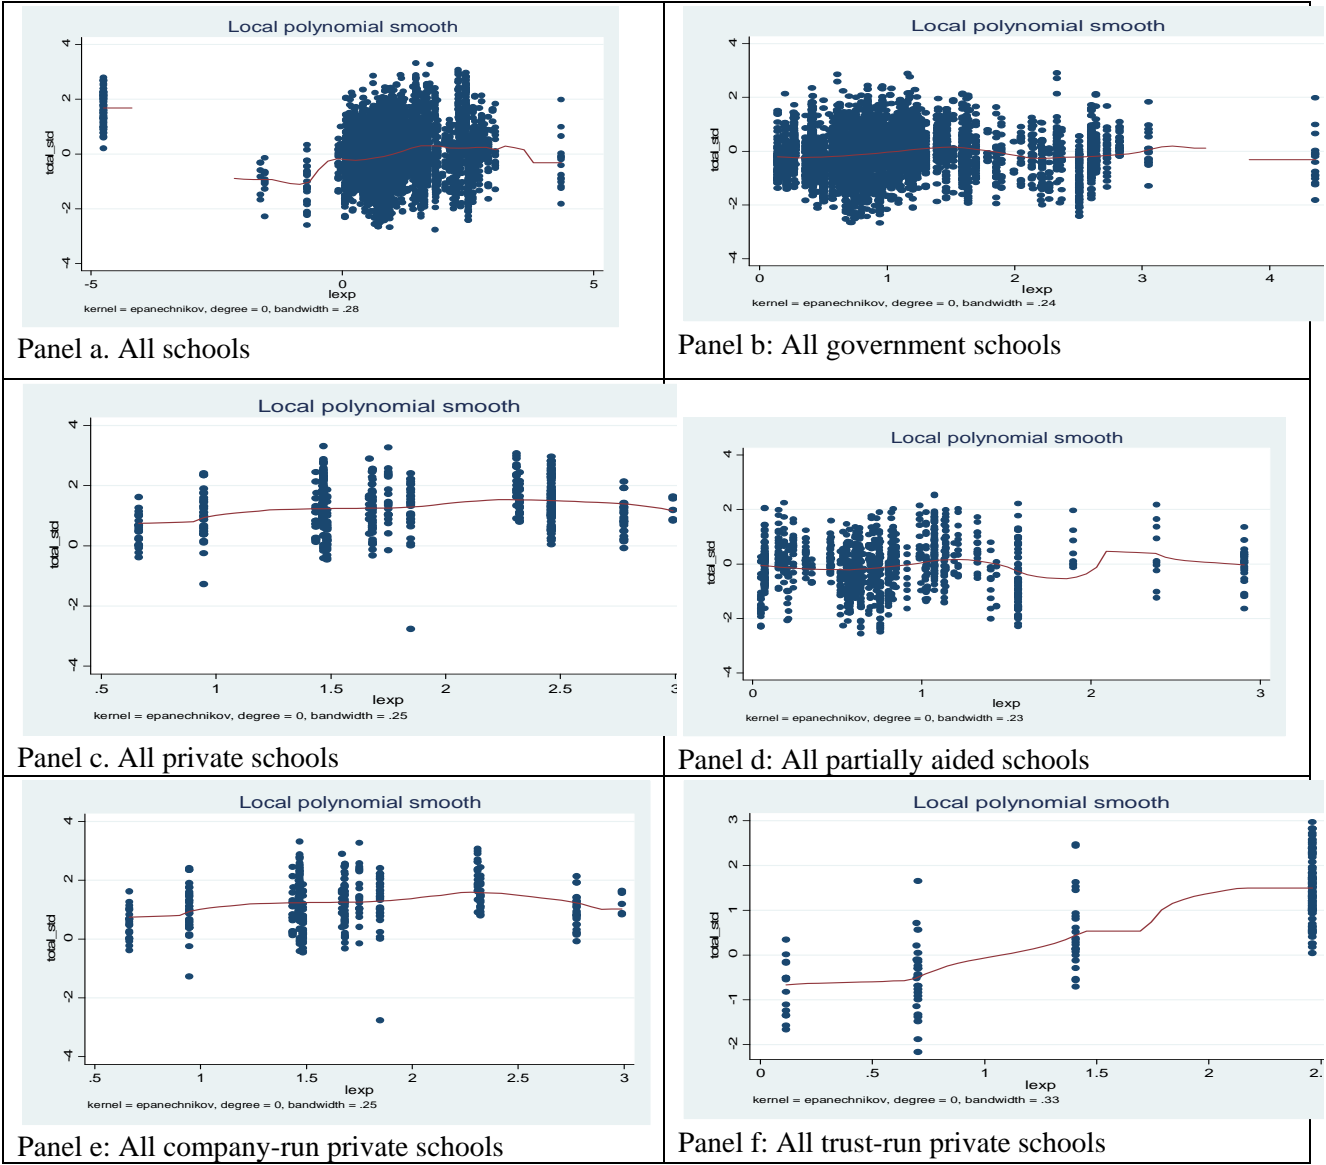 Local polynomial smooth
4
2
0
-2
-4
total_std
-5
0
5
lexp
kernel = epanechnikov, degree = 0, bandwidth = .28
Panel a. All schools
Local polynomial smooth
4
2
0
-2
-4
total_std
0
1
2
3
4
lexp
kernel = epanechnikov, degree = 0, bandwidth = .24
Panel b: All government schools
Local polynomial smooth
4
2
0
-2
-4
total_std
.5
1
1.5
2
2.5
3
lexp
kernel = epanechnikov, degree = 0, bandwidth = .25
Panel c. All private schools
Local polynomial smooth
4
2
0
-2
-4
total_std
0
1
2
3
lexp
kernel = epanechnikov, degree = 0, bandwidth = .23
Panel d: All partially aided schools
Local polynomial smooth
4
2
0
-2
-4
total_std
.5
1
1.5
2
2.5
3
lexp
kernel = epanechnikov, degree = 0, bandwidth = .25
Panel e: All company-run private schools
Local polynomial smooth
3
2
1
0
-1
-2
total_std
0
.5
1
1.5
2
2.
lexp
kernel = epanechnikov, degree = 0, bandwidth = .33
Panel f: All trust-run private schools